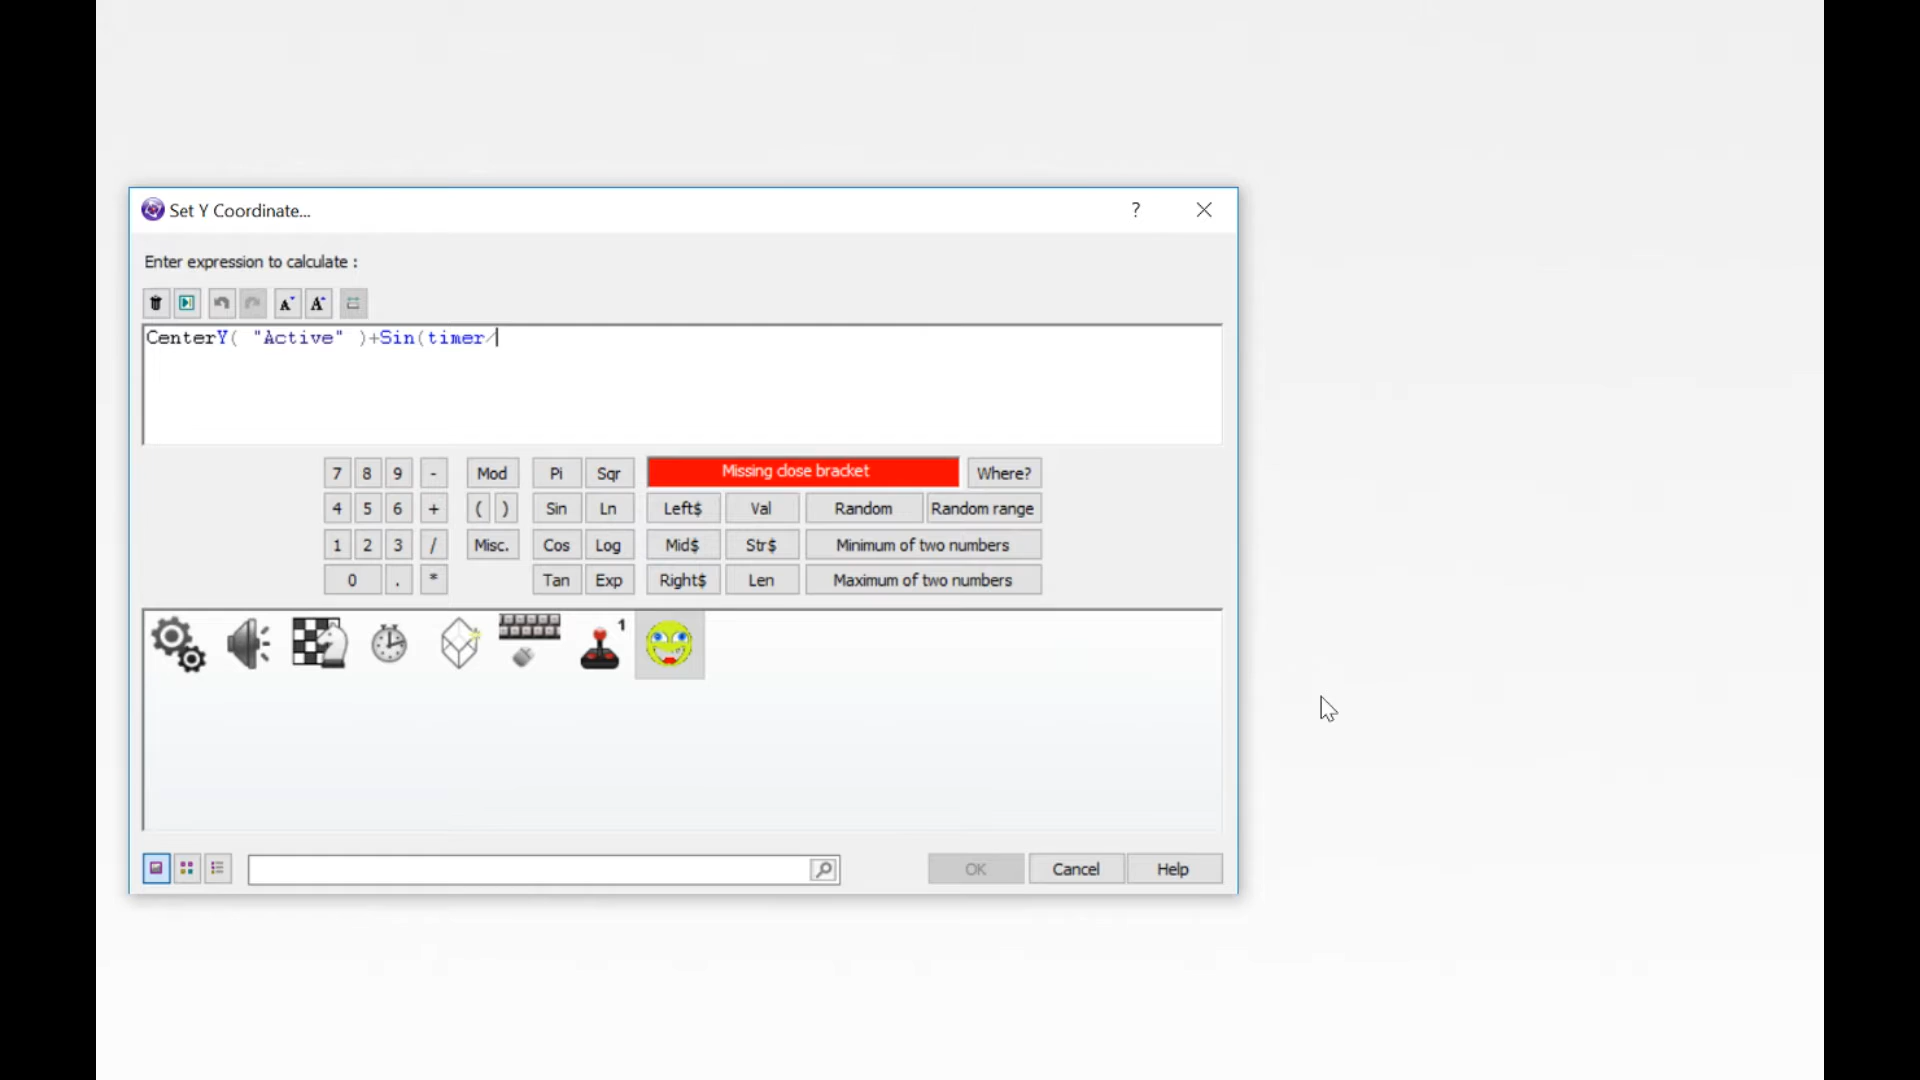 Set Y Coordinate...
?
Enter expression to calculate :
CenterY( "Active" )+Sin(timer/
7 8 9 - Mod Pi Sqr Missing close bracket Where?
4 5 6 + ( ) Sin Ln Left$ Val Random Random range
1 2 3 / Misc. Cos Log Mid$ Str$ Minimum of two numbers
0 . * Tan Exp Right$ Len Maximum of two numbers
1
OK Cancel Help